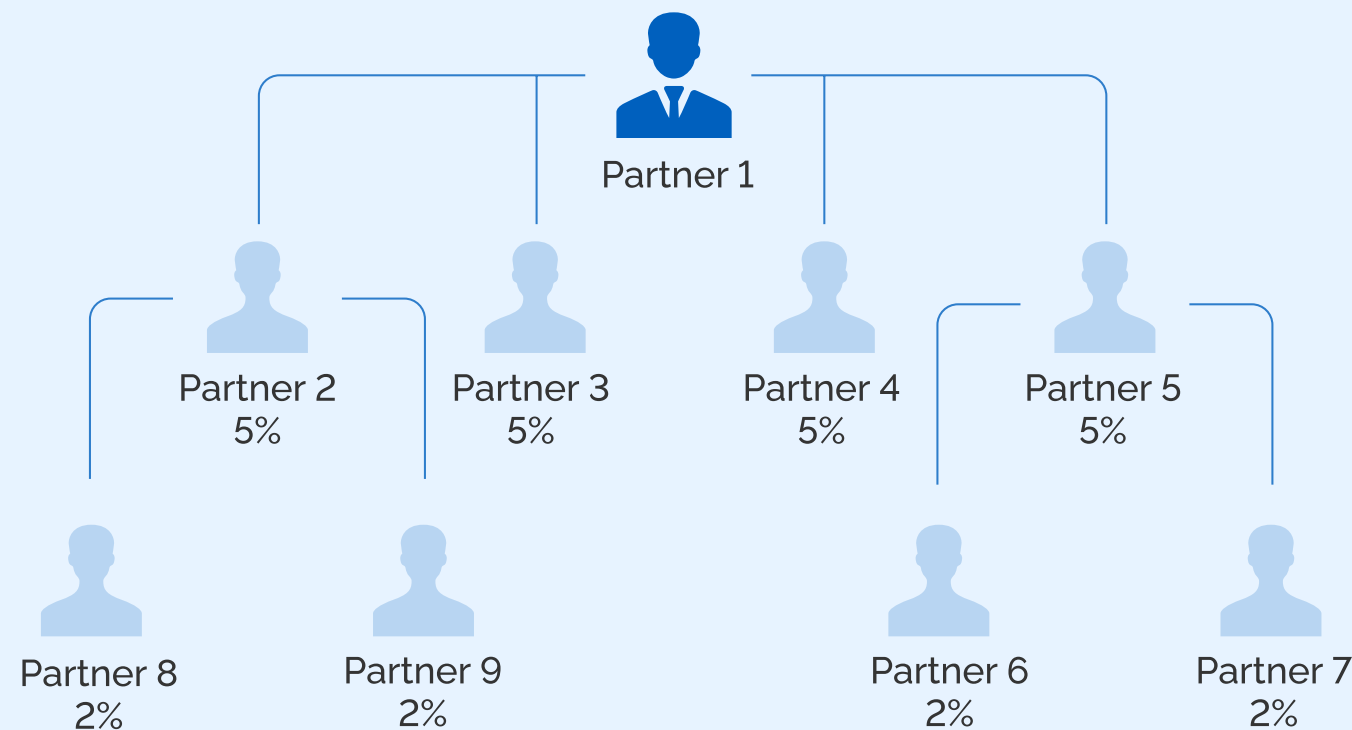 Partner 1
Partner 2
5%
Partner 3
5%
Partner 4
5%
Partner 5
5%
Partner 8
2%
Partner 9
2%
Partner 6
2%
Partner 7
2%